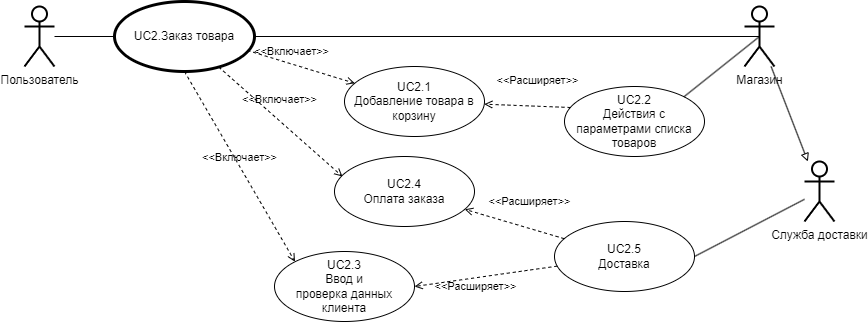 UC2.Заказ товара
<<Включает>>
Пользователь
Магазин
UC2.1
Добавление товара в
корзину
<<Расширяет>>
UC2.2
Действия с
параметрами списка
товаров
<<Включает>>
<<Включает>>
UC2.4
Оплата заказа
<<Расширяет>>
Служба доставки
UC2.5
Доставка
UC2.3
Ввод и
проверка данных
клиента
<<Расширяет>>